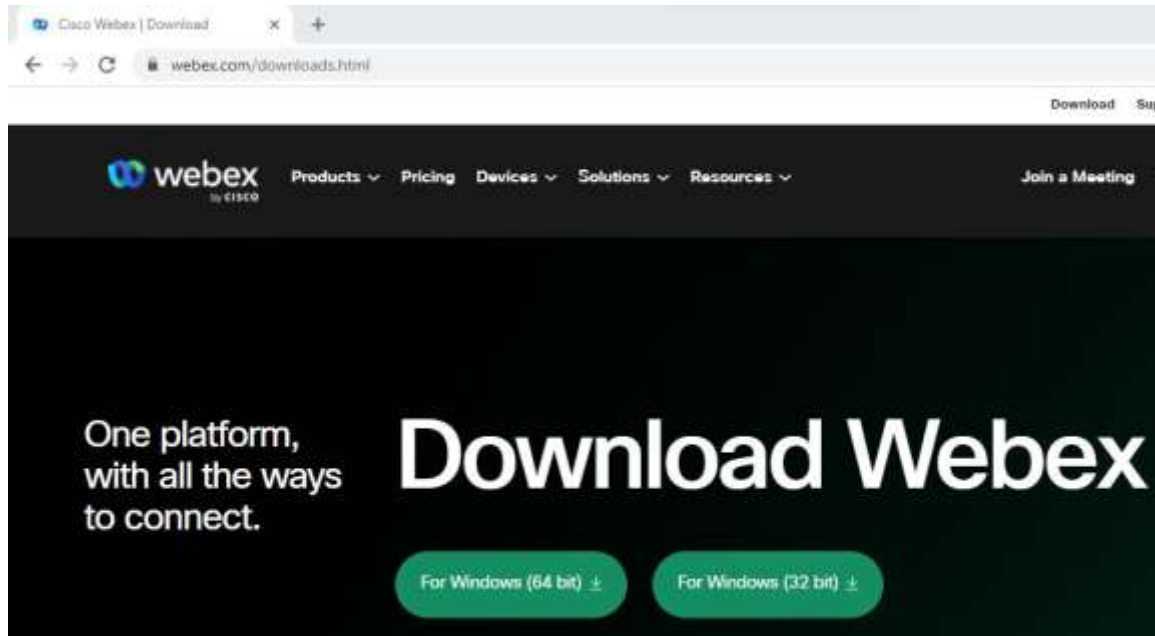 Cisco Webex | Download
webex.com/downloads.html
Download Sup
webex Products Pricing Devices Solutions Resources Join a Meeting
by CISCO
One platform,
with all the ways
to connect.
Download Webex
For Windows (64 bit) For Windows (32 bit)